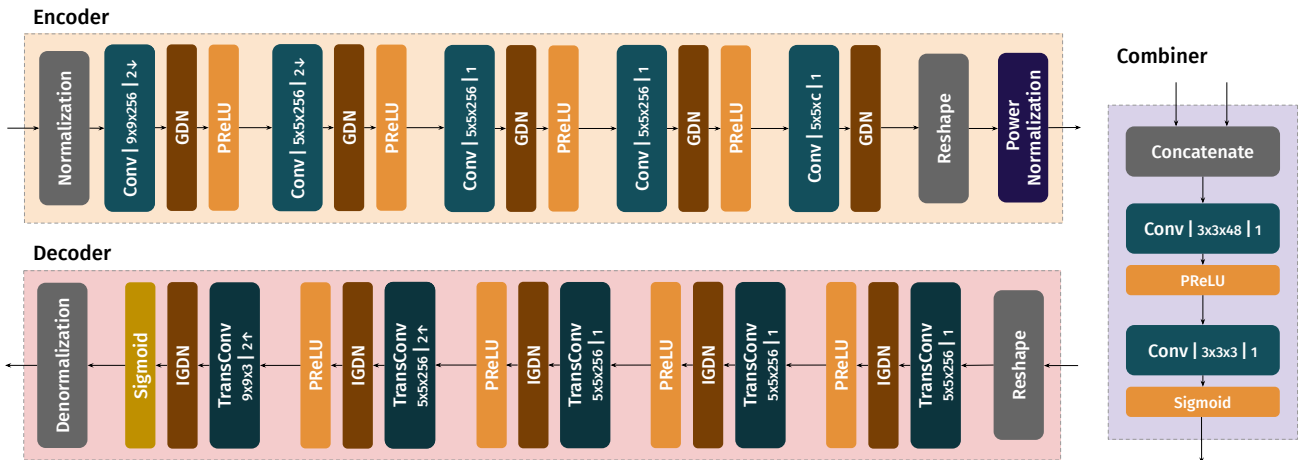 Encoder
Normalization
Conv | 9x9x256 | 2↓
GDN
PReLU
Conv | 5x5x256 | 2↓
GDN
PReLU
Conv | 5x5x256 | 1
GDN
PReLU
Conv | 5x5x256 | 1
GDN
PReLU
Conv | 5x5xC | 1
GDN
Reshape
Power
Normalization
Decoder
Denormalization
Sigmoid
IGDN
TransConv
9x9x3 | 2↑
PReLU
IGDN
TransConv
5x5x256 | 2↑
PReLU
IGDN
TransConv
5x5x256 | 1
PReLU
IGDN
TransConv
5x5x256 | 1
PReLU
IGDN
TransConv
5x5x256 | 1
Reshape
Combiner
Concatenate
Conv | 3x3x48 | 1
PReLU
Conv | 3x3x3 | 1
Sigmoid